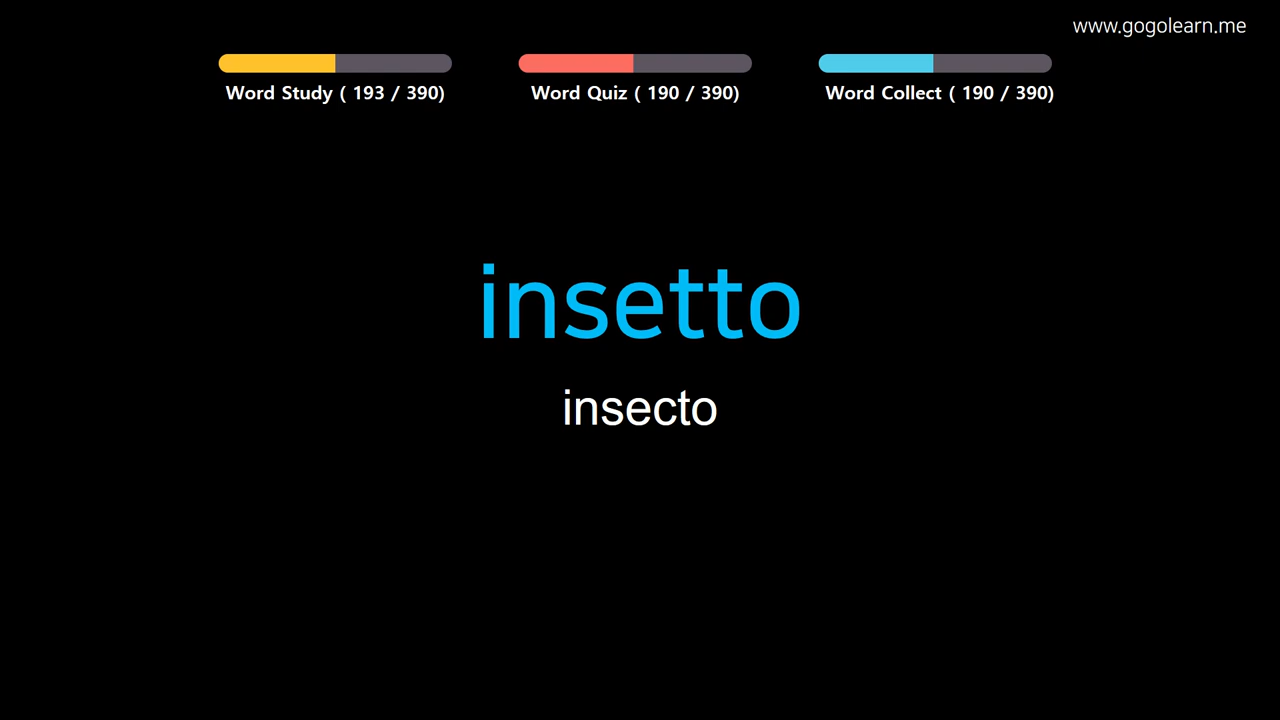 www.gogolearn.me
Word Study ( 193 / 390)
Word Quiz ( 190 / 390)
Word Collect ( 190 / 390)
insetto
insecto